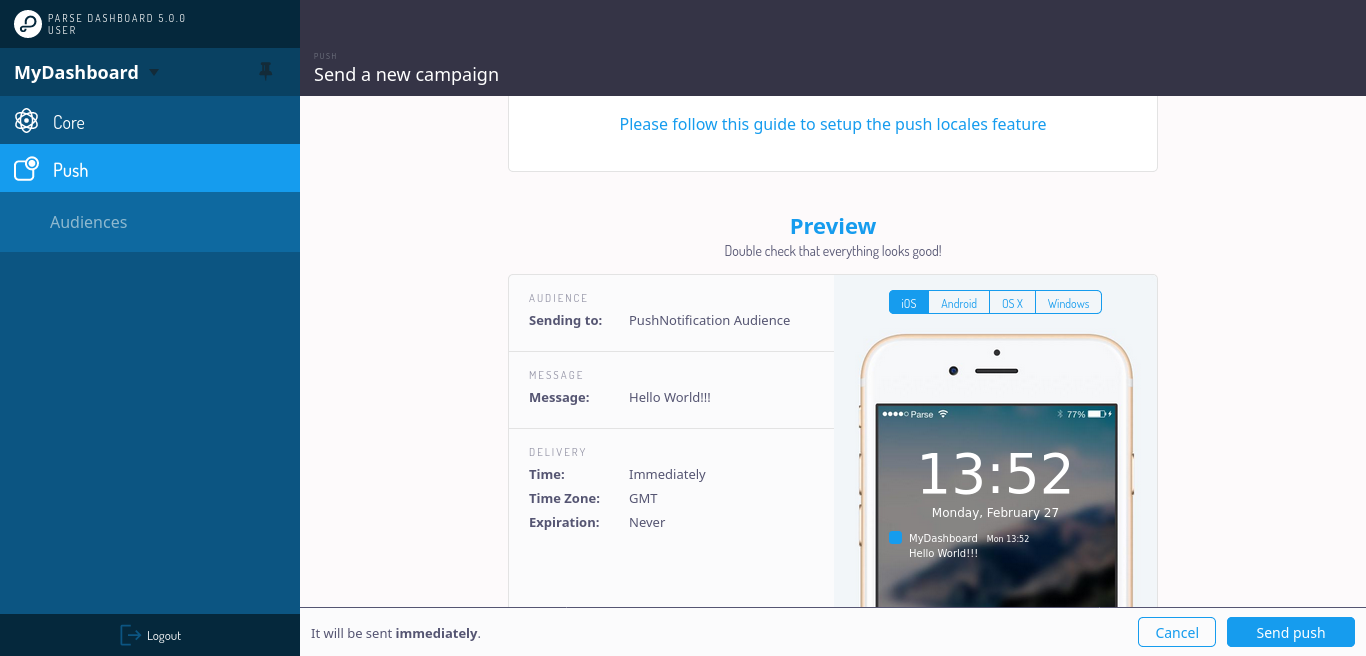 PARSE DASHBOARD 5.0.0
USER
MyDashboard
Core
Push
Audiences
Logout
PUSH
Send a new campaign
Please follow this guide to setup the push locales feature
Preview
Double check that everything looks good!
AUDIENCE
Sending to: PushNotification Audience
MESSAGE
Message: Hello World!!!
DELIVERY
Time: Immediately
Time Zone: GMT
Expiration: Never
iOS Android OS X Windows
Parse 77%
13:52
Monday, February 27
MyDashboard Mon 13:52
Hello World!!!
It will be sent immediately.
Cancel
Send push